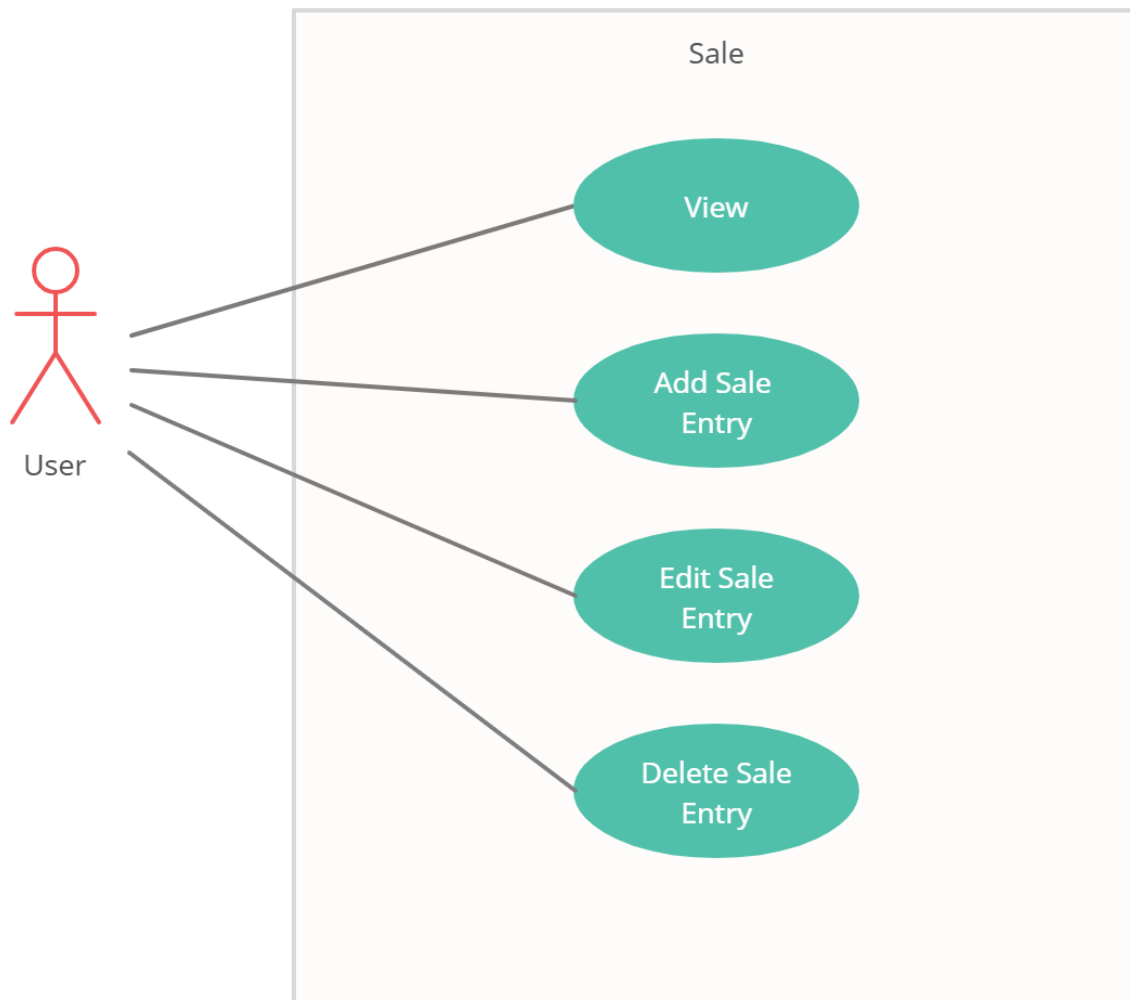 Sale
View
Add Sale
Entry
User
Edit Sale
Entry
Delete Sale
Entry